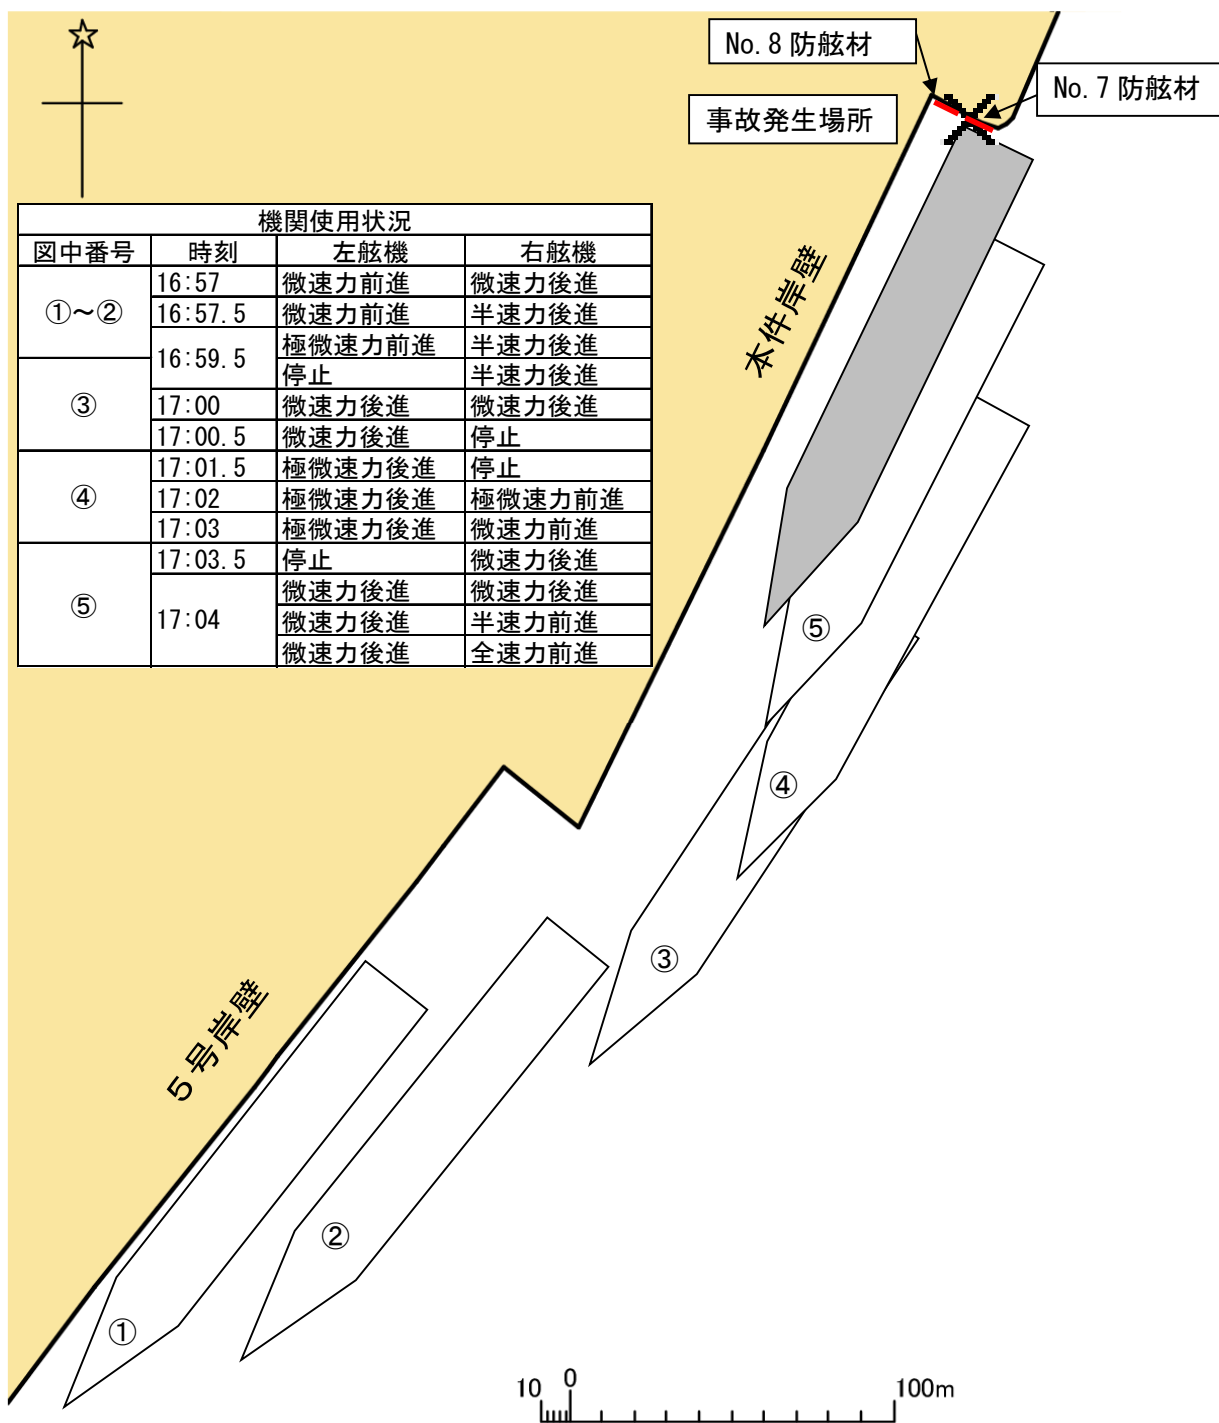 No.8防舷材
No.7防舷材
事故発生場所
機関使用状況
図中番号 時刻 左舷機 右舷機
①～② 16:57 微速力前進 微速力後進
16:57.5 微速力前進 半速力後進
16:59.5 極微速力前進 半速力後進
③ 停止 半速力後進
17:00 微速力後進 微速力後進
17:00.5 微速力後進 停止
④ 17:01.5 極微速力後進 停止
17:02 極微速力後進 極微速力前進
17:03 極微速力後進 微速力前進
⑤ 17:03.5 停止 微速力後進
17:04 微速力後進 微速力後進
微速力後進 半速力前進
微速力後進 全速力前進
本件岸壁
⑤
④
③
５号岸壁
②
①
10 0 100m